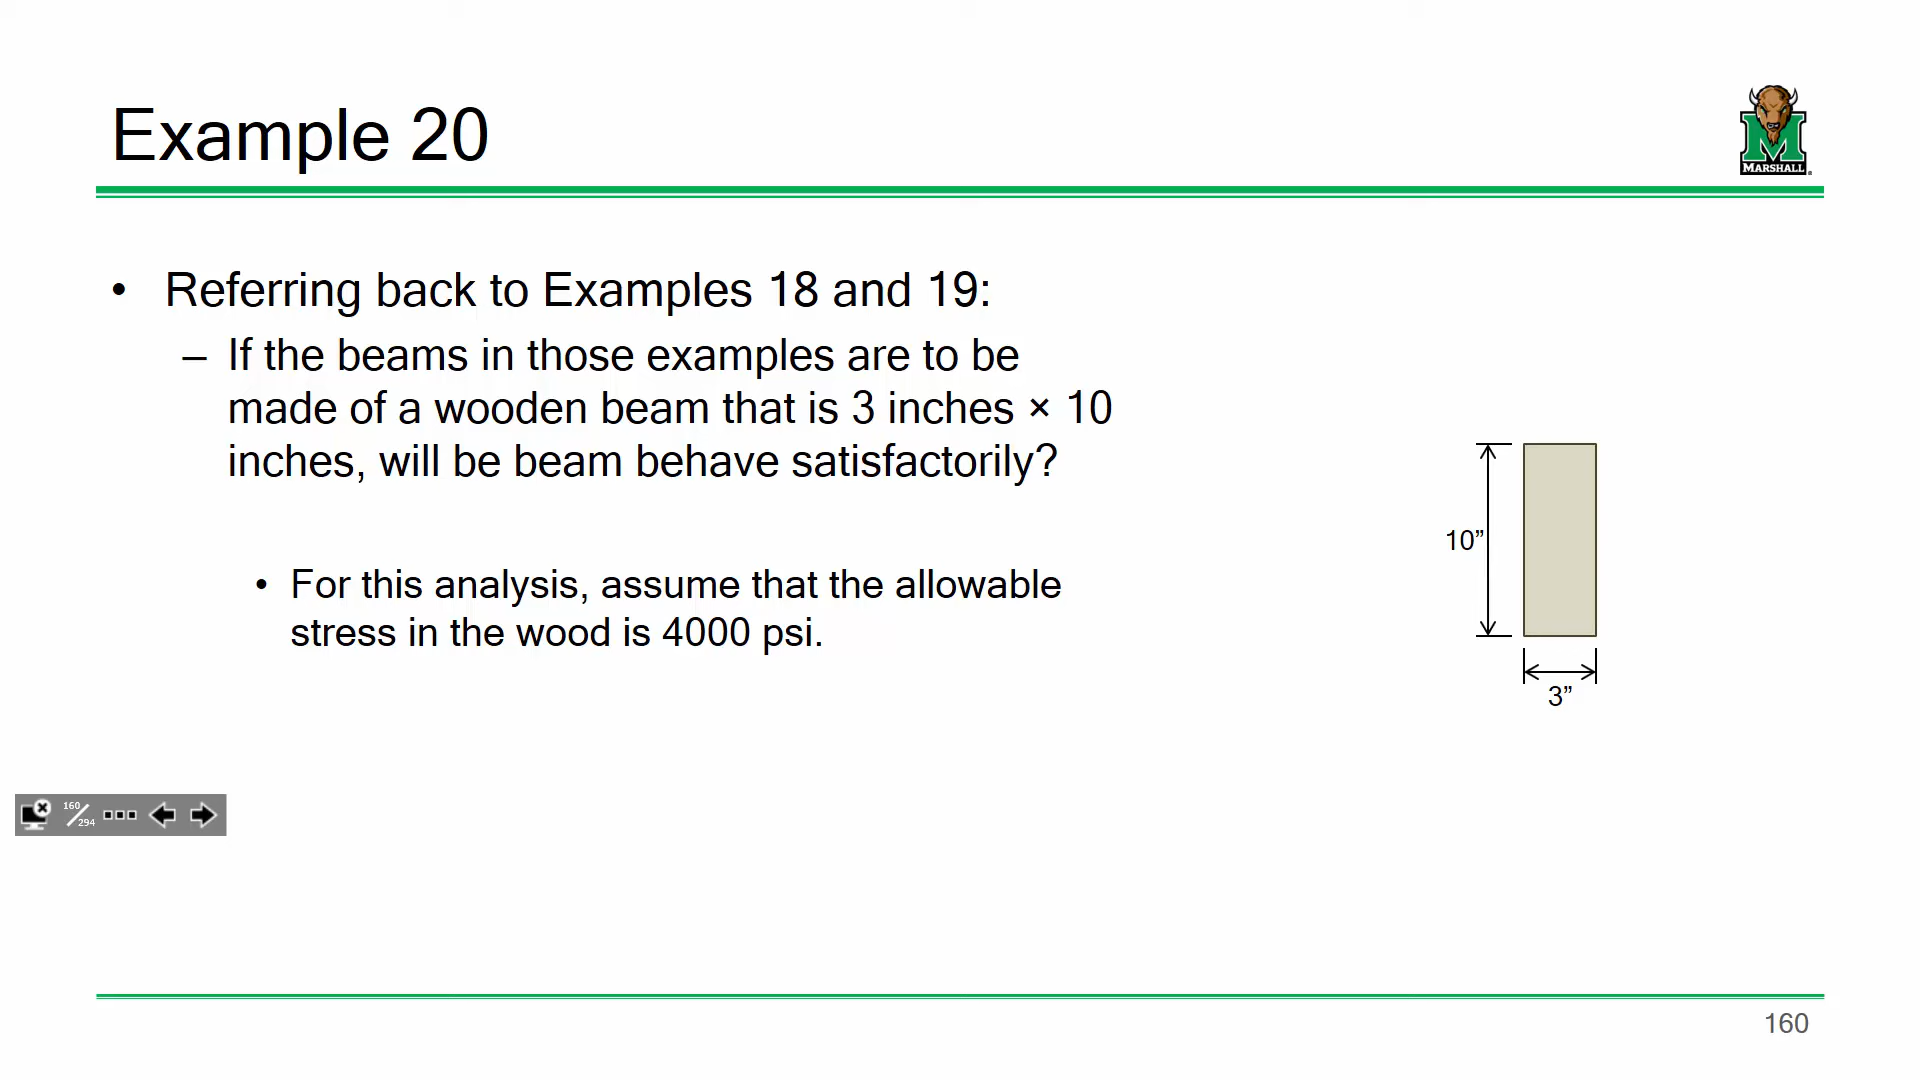 Example 20
MARSHALL
• Referring back to Examples 18 and 19:
– If the beams in those examples are to be
made of a wooden beam that is 3 inches × 10
inches, will be beam behave satisfactorily?
• For this analysis, assume that the allowable
stress in the wood is 4000 psi.
10”
3”
160/294
160